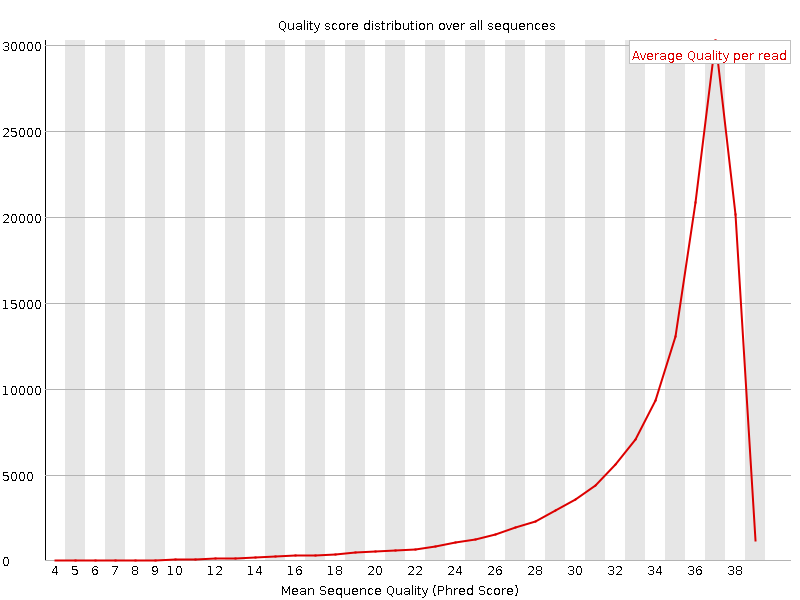 Quality score distribution over all sequences
Average Quality per read
30000
25000
20000
15000
10000
5000
0
4 5 6 7 8 9 10 12 14 16 18 20 22 24 26 28 30 32 34 36 38
Mean Sequence Quality (Phred Score)